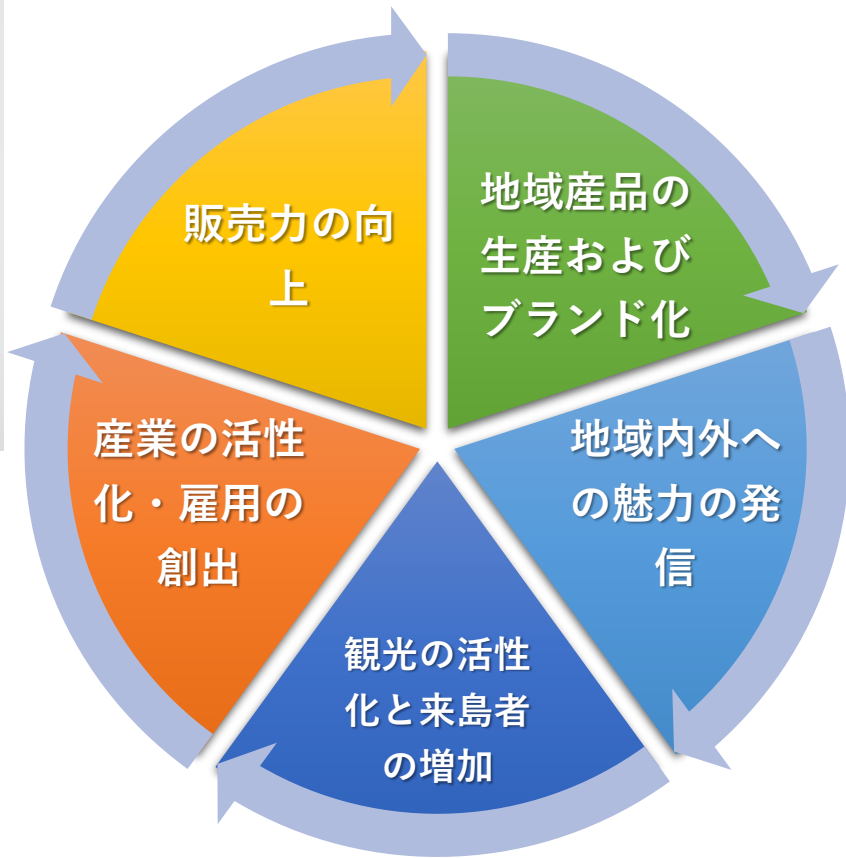 地域産品の
生産および
ブランド化
地域内外へ
の魅力の発
信
観光の活性
化と来島者
の増加
産業の活性
化・雇用の
創出
販売力の向
上